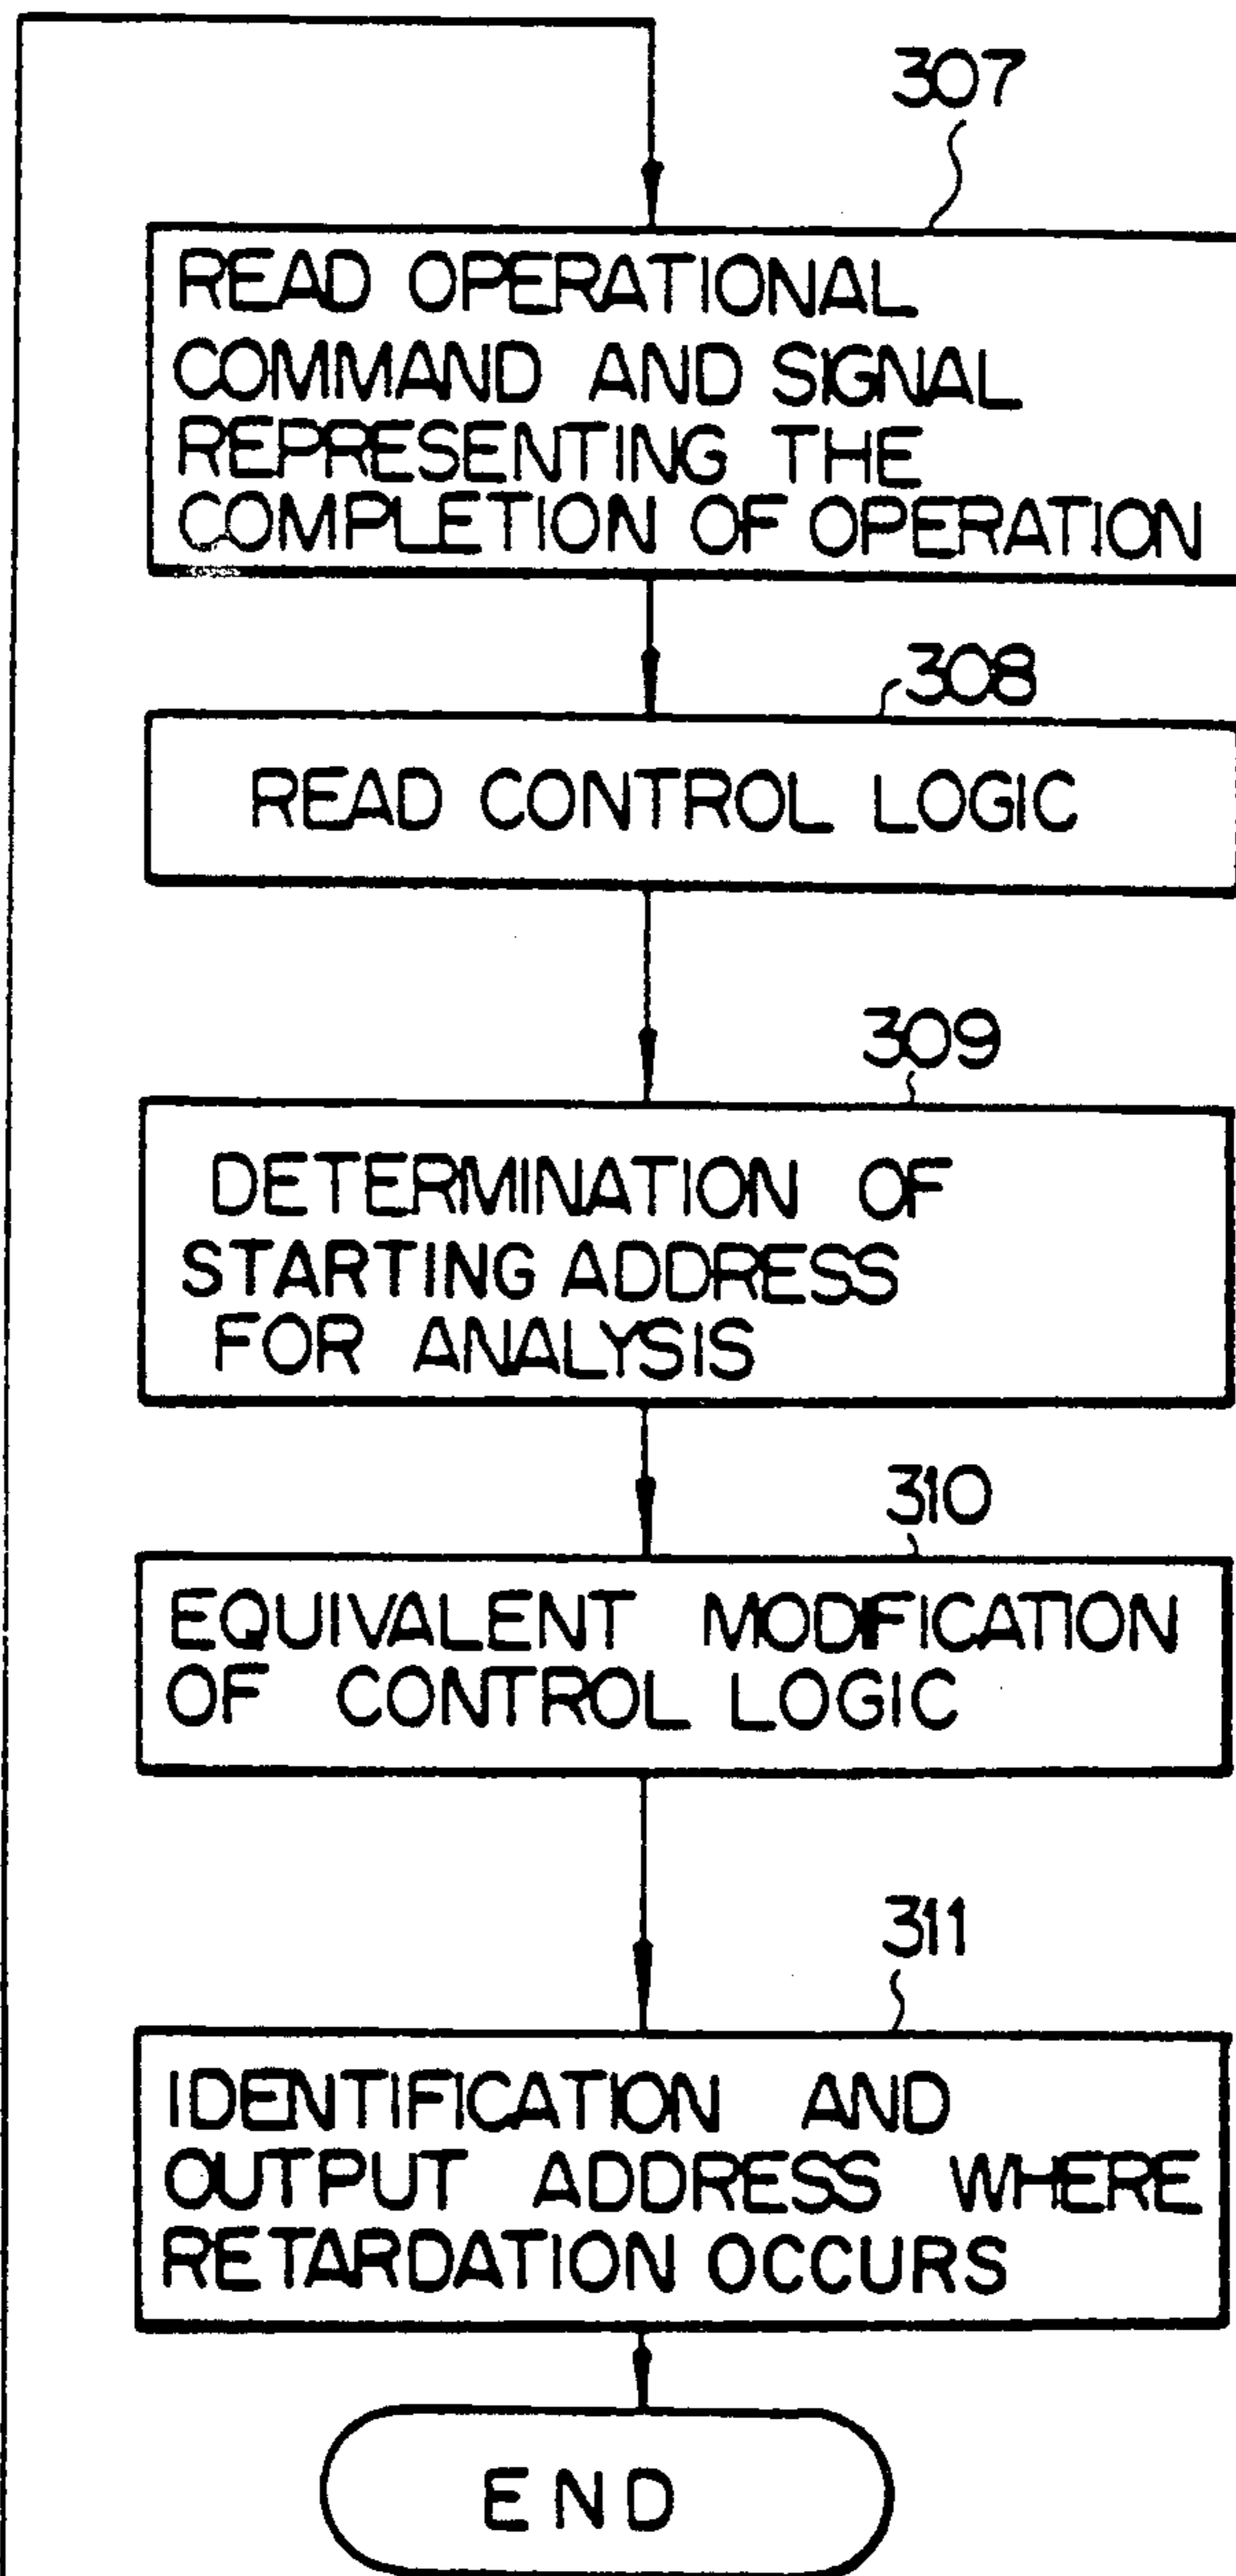 307
READ OPERATIONAL
COMMAND AND SIGNAL
REPRESENTING THE
COMPLETION OF OPERATION
308
READ CONTROL LOGIC
309
DETERMINATION OF
STARTING ADDRESS
FOR ANALYSIS
310
EQUIVALENT MODIFICATION
OF CONTROL LOGIC
311
IDENTIFICATION AND
OUTPUT ADDRESS WHERE
RETARDATION OCCURS
END